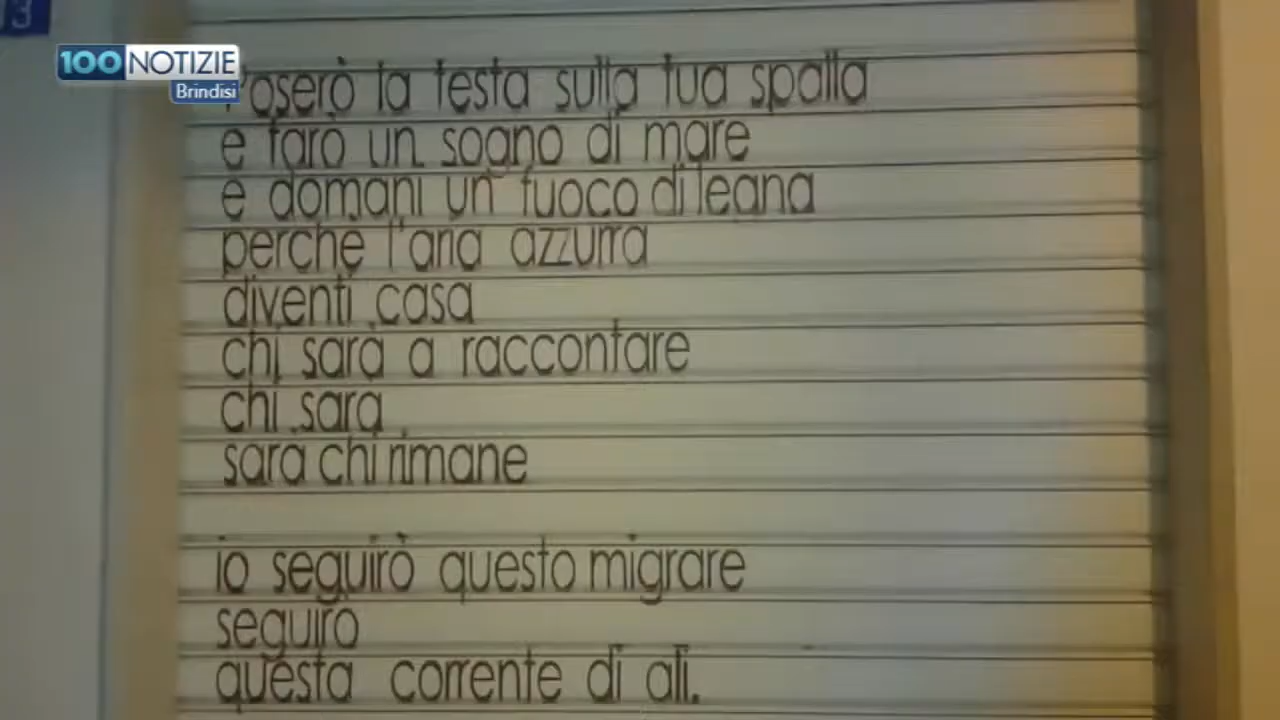 3
100 NOTIZIE
Brindisi
Poserò la testa sulla tua spalla
e farò un sogno di mare
e domani un fuoco di legna
perché l'aria azzurra
diventi casa
chi sarà a raccontare
chi sarà
sarà chi rimane
io seguirò questo migrare
seguirò
questa corrente di ali.